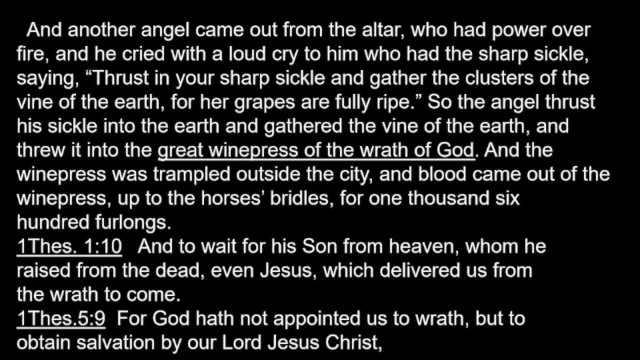 And another angel came out from the altar, who had power over
fire, and he cried with a loud cry to him who had the sharp sickle,
saying, “Thrust in your sharp sickle and gather the clusters of the
vine of the earth, for her grapes are fully ripe.” So the angel thrust
his sickle into the earth and gathered the vine of the earth, and
threw it into the great winepress of the wrath of God. And the
winepress was trampled outside the city, and blood came out of the
winepress, up to the horses’ bridles, for one thousand six
hundred furlongs.
1Thes. 1:10 And to wait for his Son from heaven, whom he
raised from the dead, even Jesus, which delivered us from
the wrath to come.
1Thes.5:9 For God hath not appointed us to wrath, but to
obtain salvation by our Lord Jesus Christ,